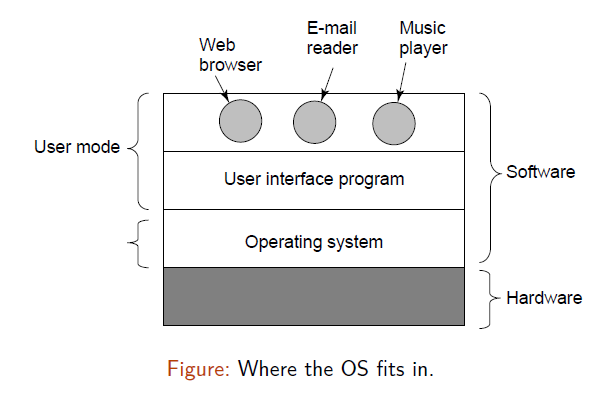 Web
browser
E-mail
reader
Music
player
User mode
User interface program
Software
Operating system
Hardware
Figure: Where the OS fits in.